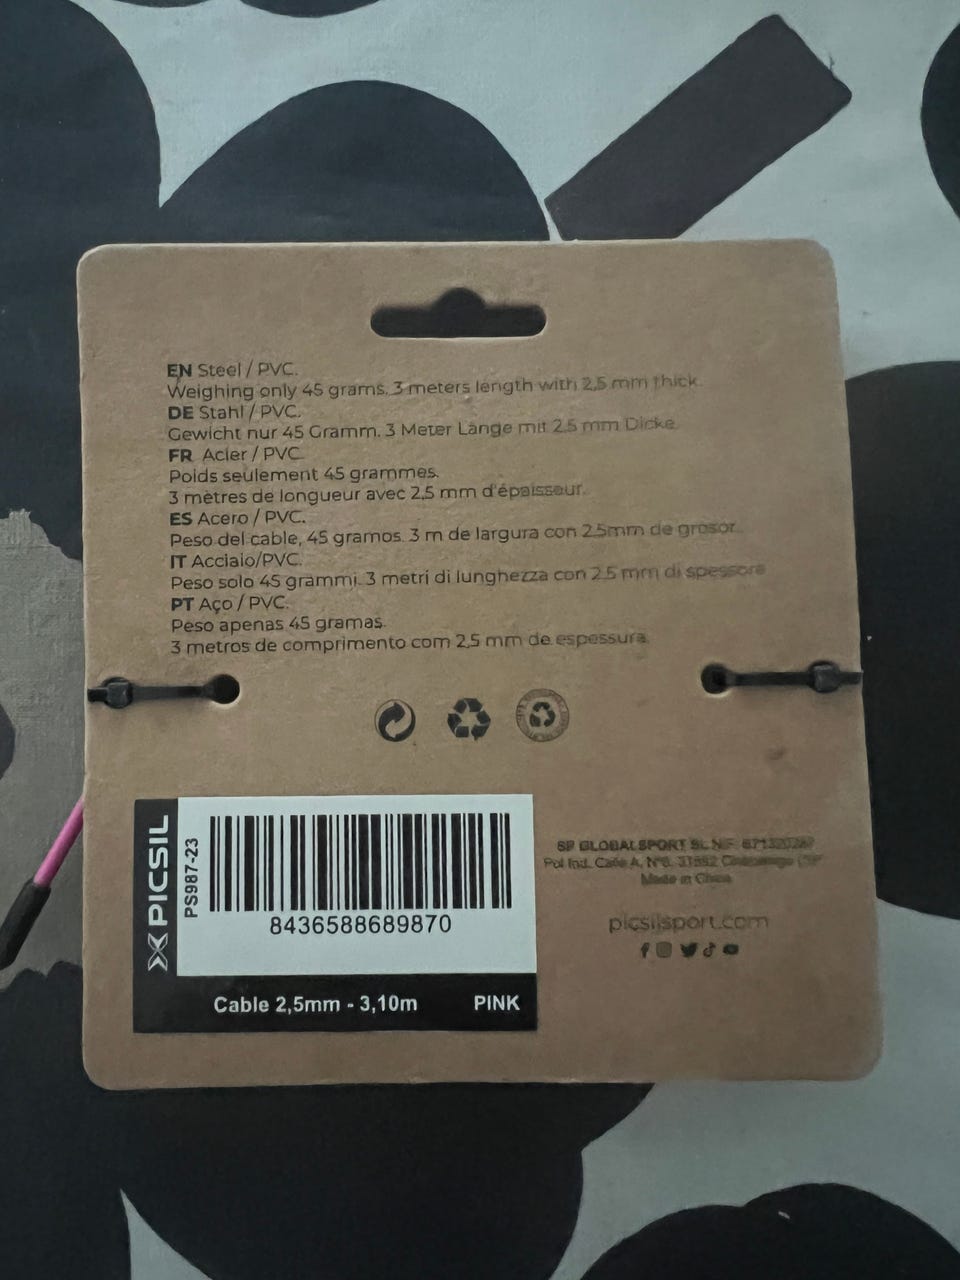 EN Steel / PVC.
Weighing only 45 grams. 3 meters length with 2,5 mm thick.
DE Stahl / PVC.
Gewicht nur 45 Gramm. 3 Meter Länge mit 2.5 mm Dicke
FR Acier / PVC.
Poids seulement 45 grammes.
3 mètres de longueur avec 2,5 mm d'épaisseur.
ES Acero / PVC.
Peso del cable, 45 gramos. 3 m de largura con 2.5mm de grosor.
IT Acciaio/PVC.
Peso solo 45 grammi. 3 metri di lunghezza con 2.5 mm di spessore
PT Aço / PVC.
Peso apenas 45 gramas.
3 metros de comprimento com 2,5 mm de espessura.
PICSIL
PS987-23
8436588689870
Cable 2,5mm - 3,10m PINK
SP GLOBALSPORT SL NIF:
Pol Ind. Calle A, Nº8.
Made in China
picsilsport.com